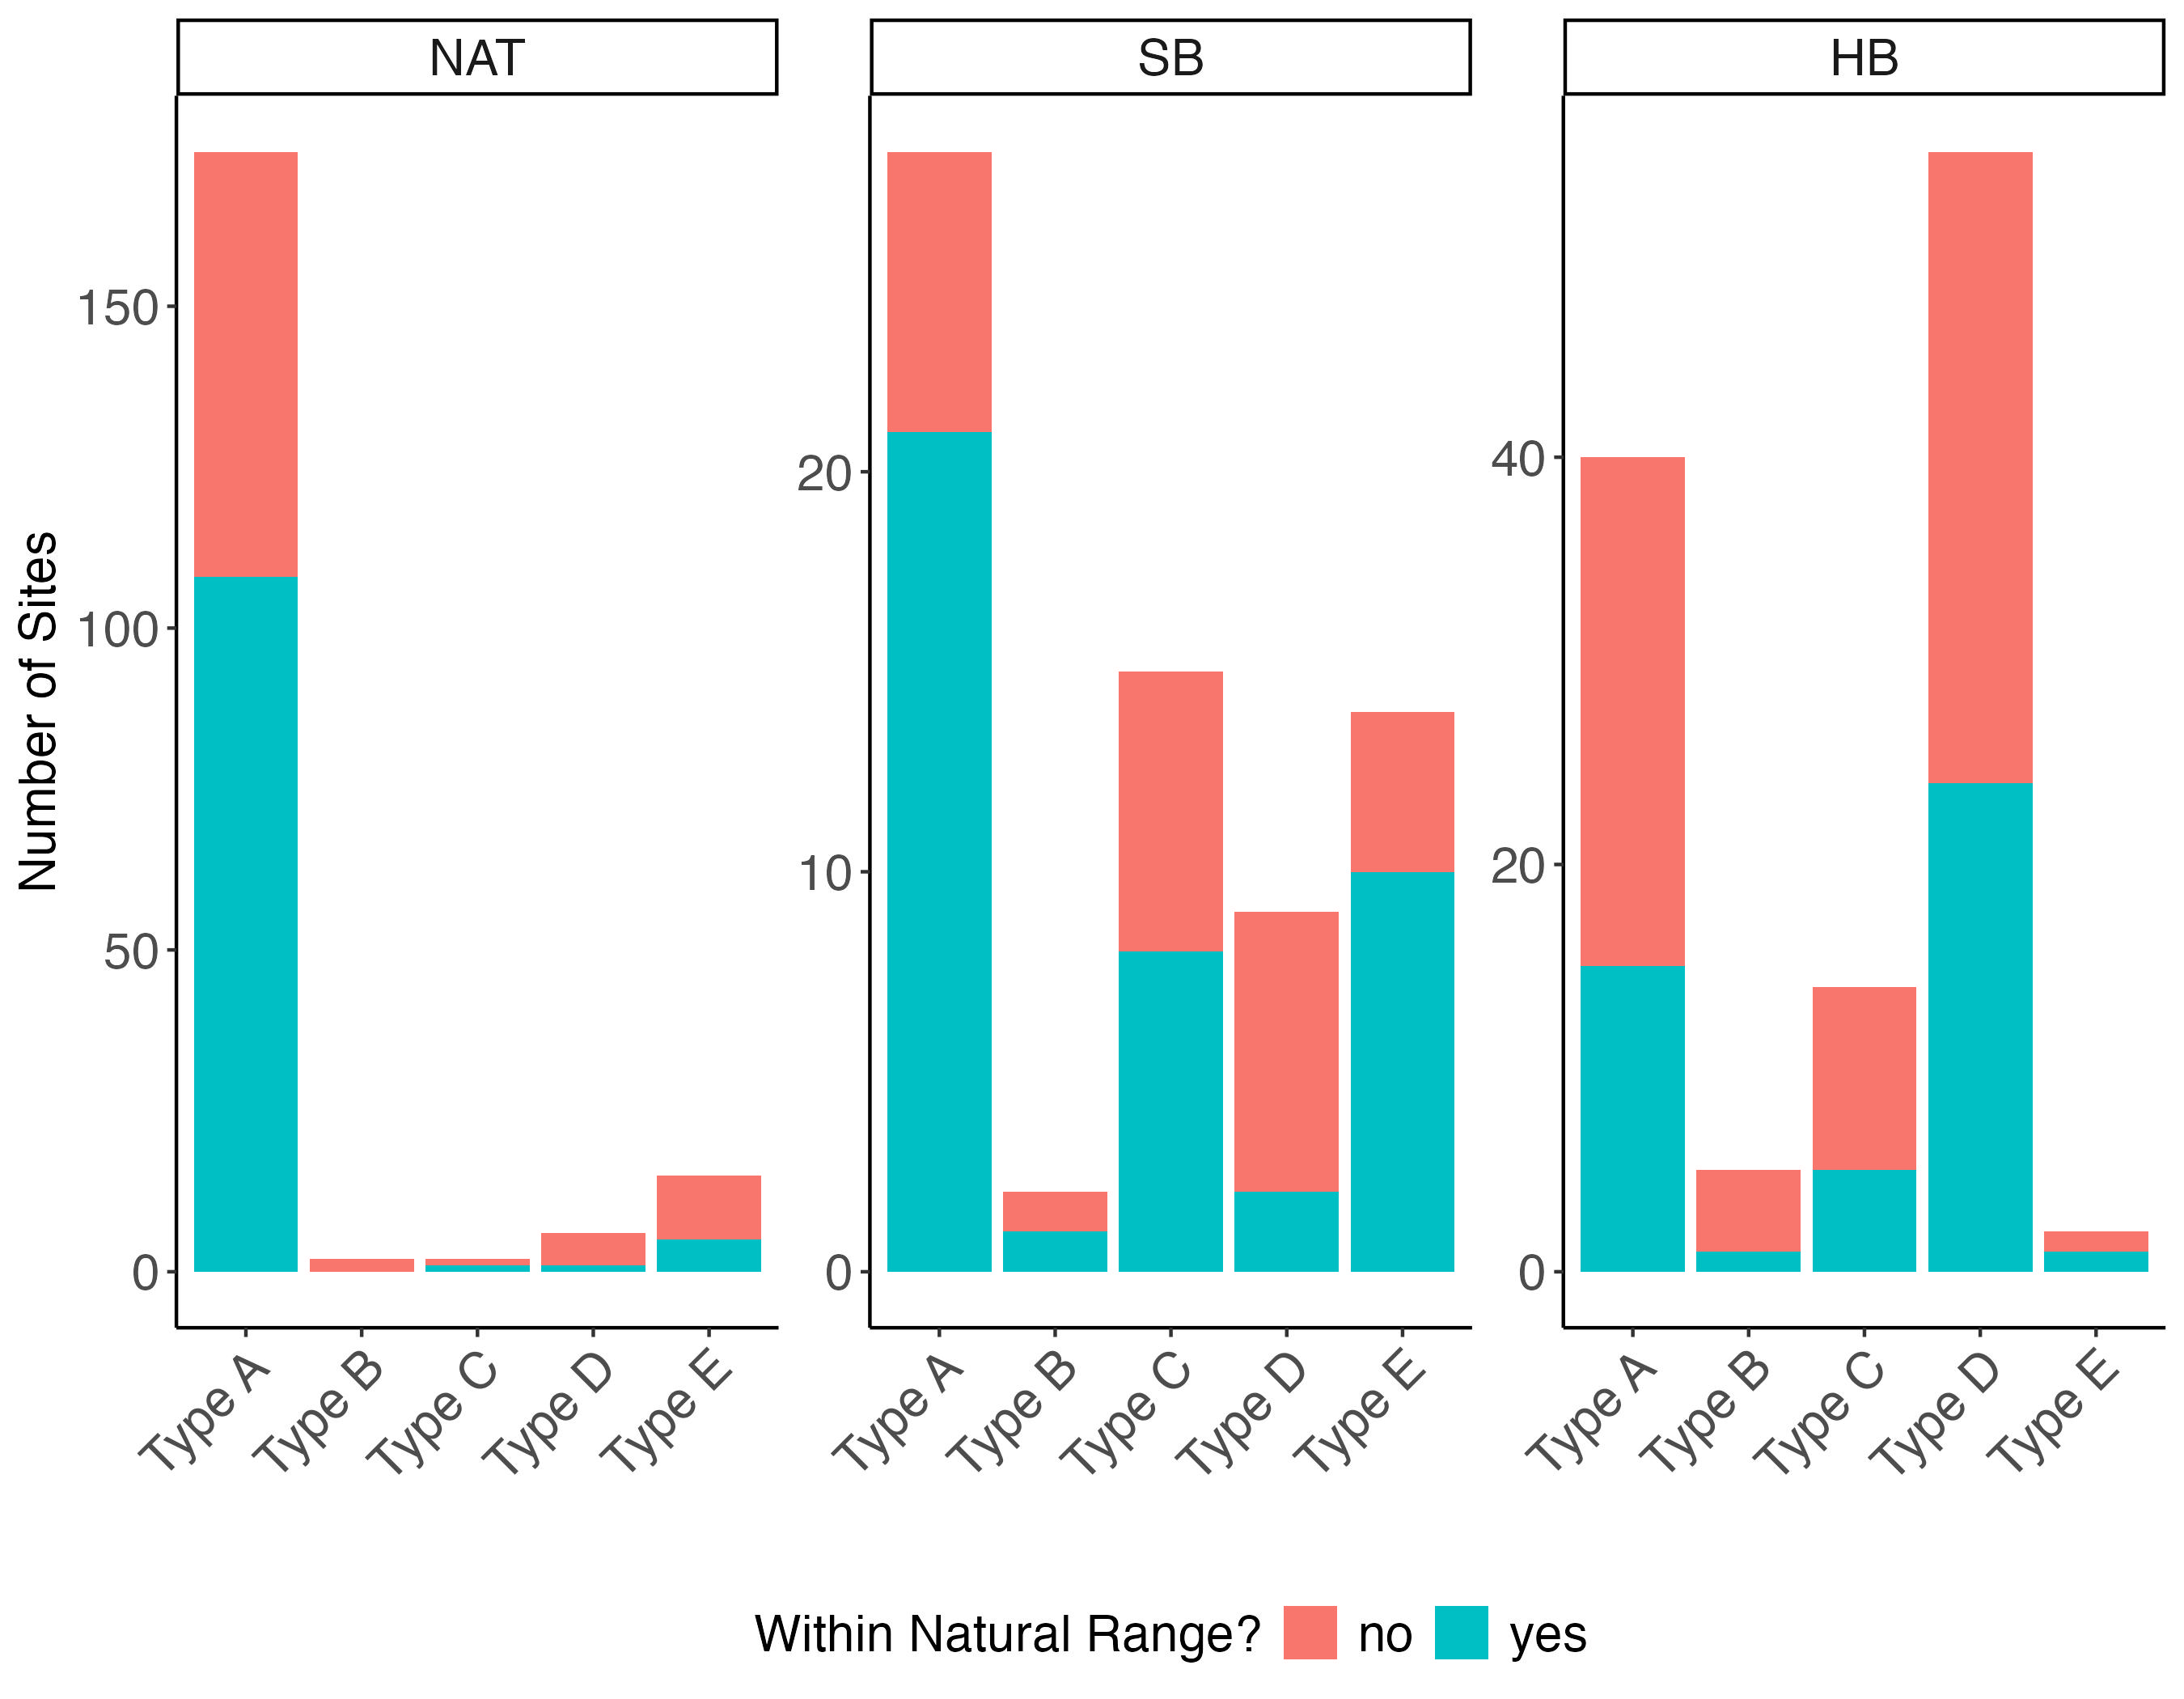 NAT
SB
HB
Number of Sites
150
100
50
0
20
10
0
40
20
0
Type A
Type B
Type C
Type D
Type E
Type A
Type B
Type C
Type D
Type E
Type A
Type B
Type C
Type D
Type E
Within Natural Range? no yes